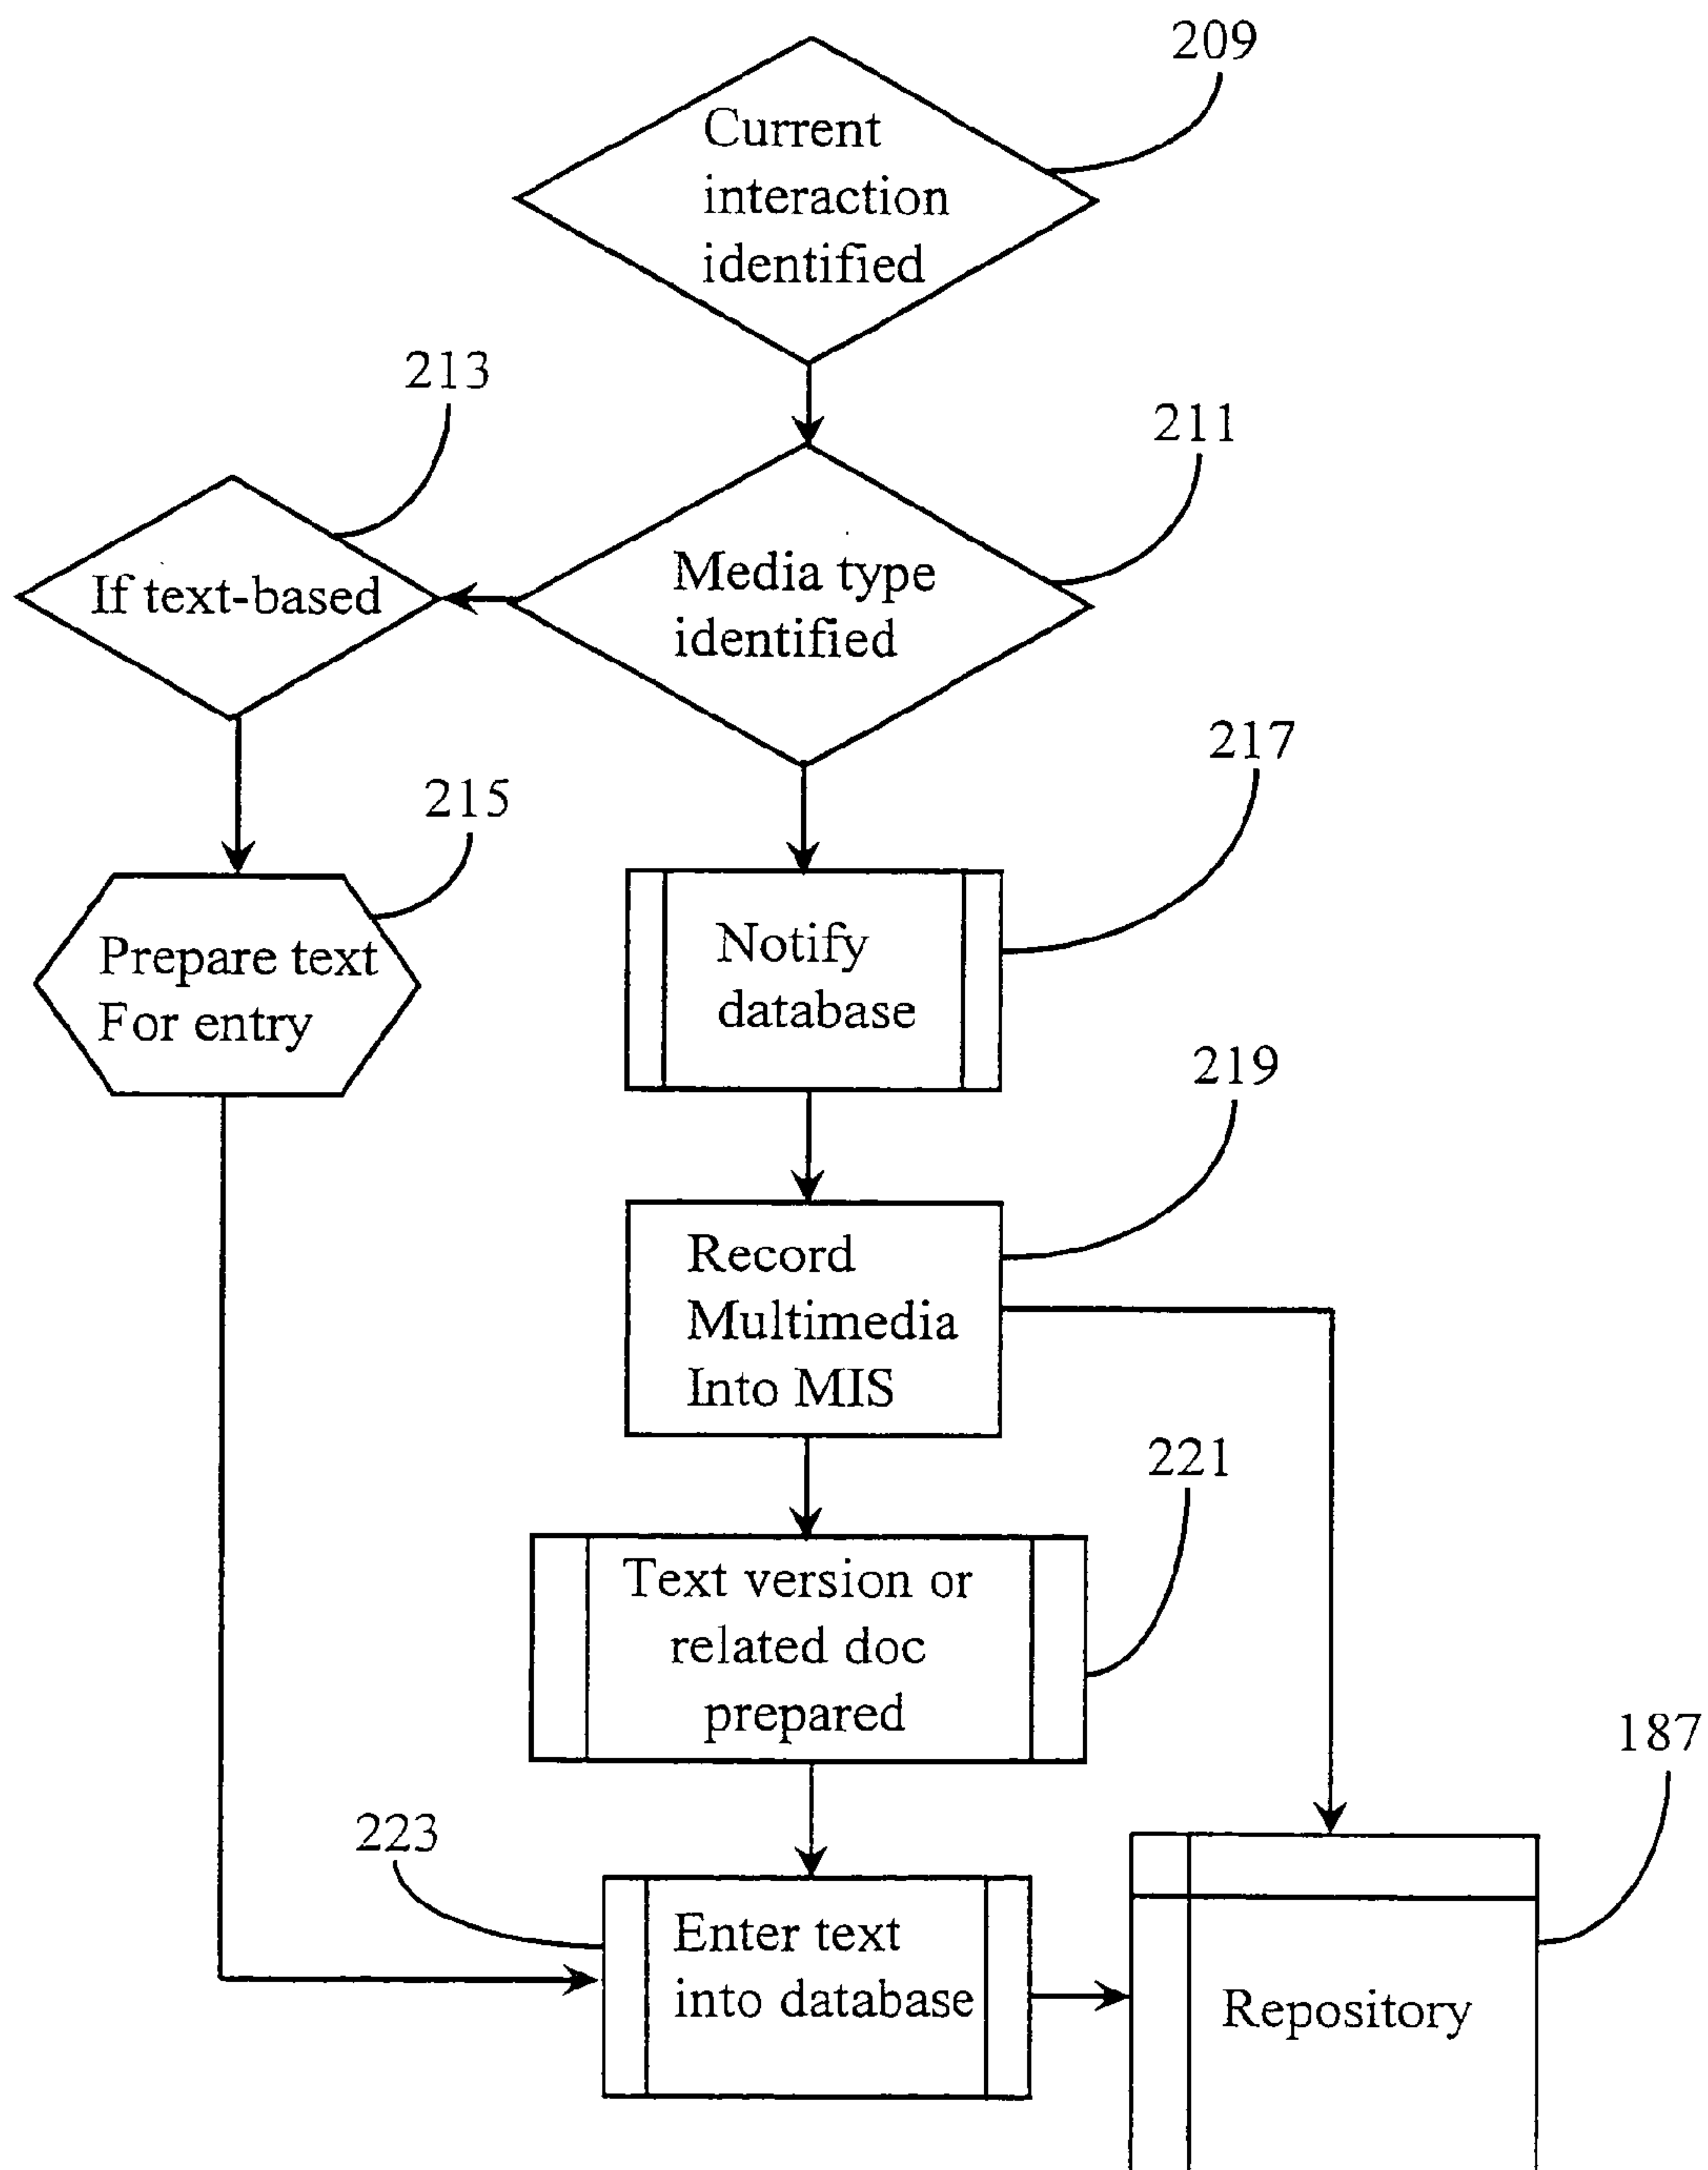 209
Current
interaction
identified
213
211
If text-based
Media type
identified
217
215
Prepare text
For entry
Notify
database
219
Record
Multimedia
Into MIS
221
Text version or
related doc
prepared
187
223
Enter text
into database
Repository